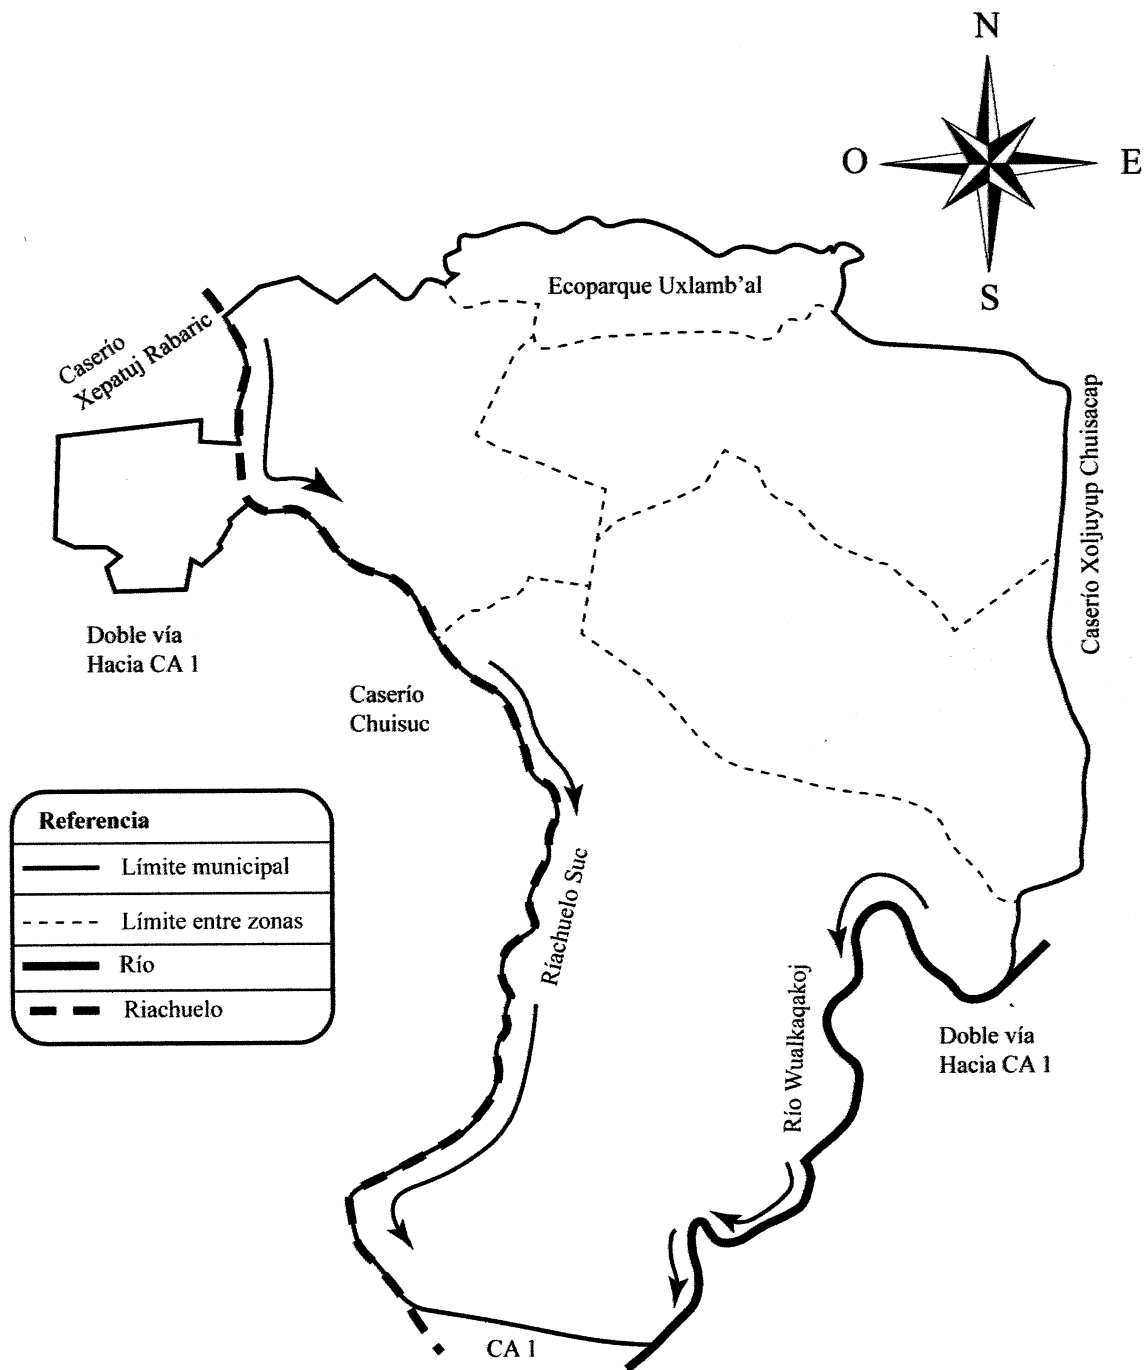 N
O
E
S
Ecoparque Uxlamb'al
Caserío
Xepatuj Rabaric
Caserío Xoljuyup Chuisacap
Doble vía
Hacia CA 1
Caserío
Chuisuc
Referencia
Límite municipal
Límite entre zonas
Río
Riachuelo
Ríachuelo Suc
Río Wualkaqakoj
Doble vía
Hacia CA 1
CA 1